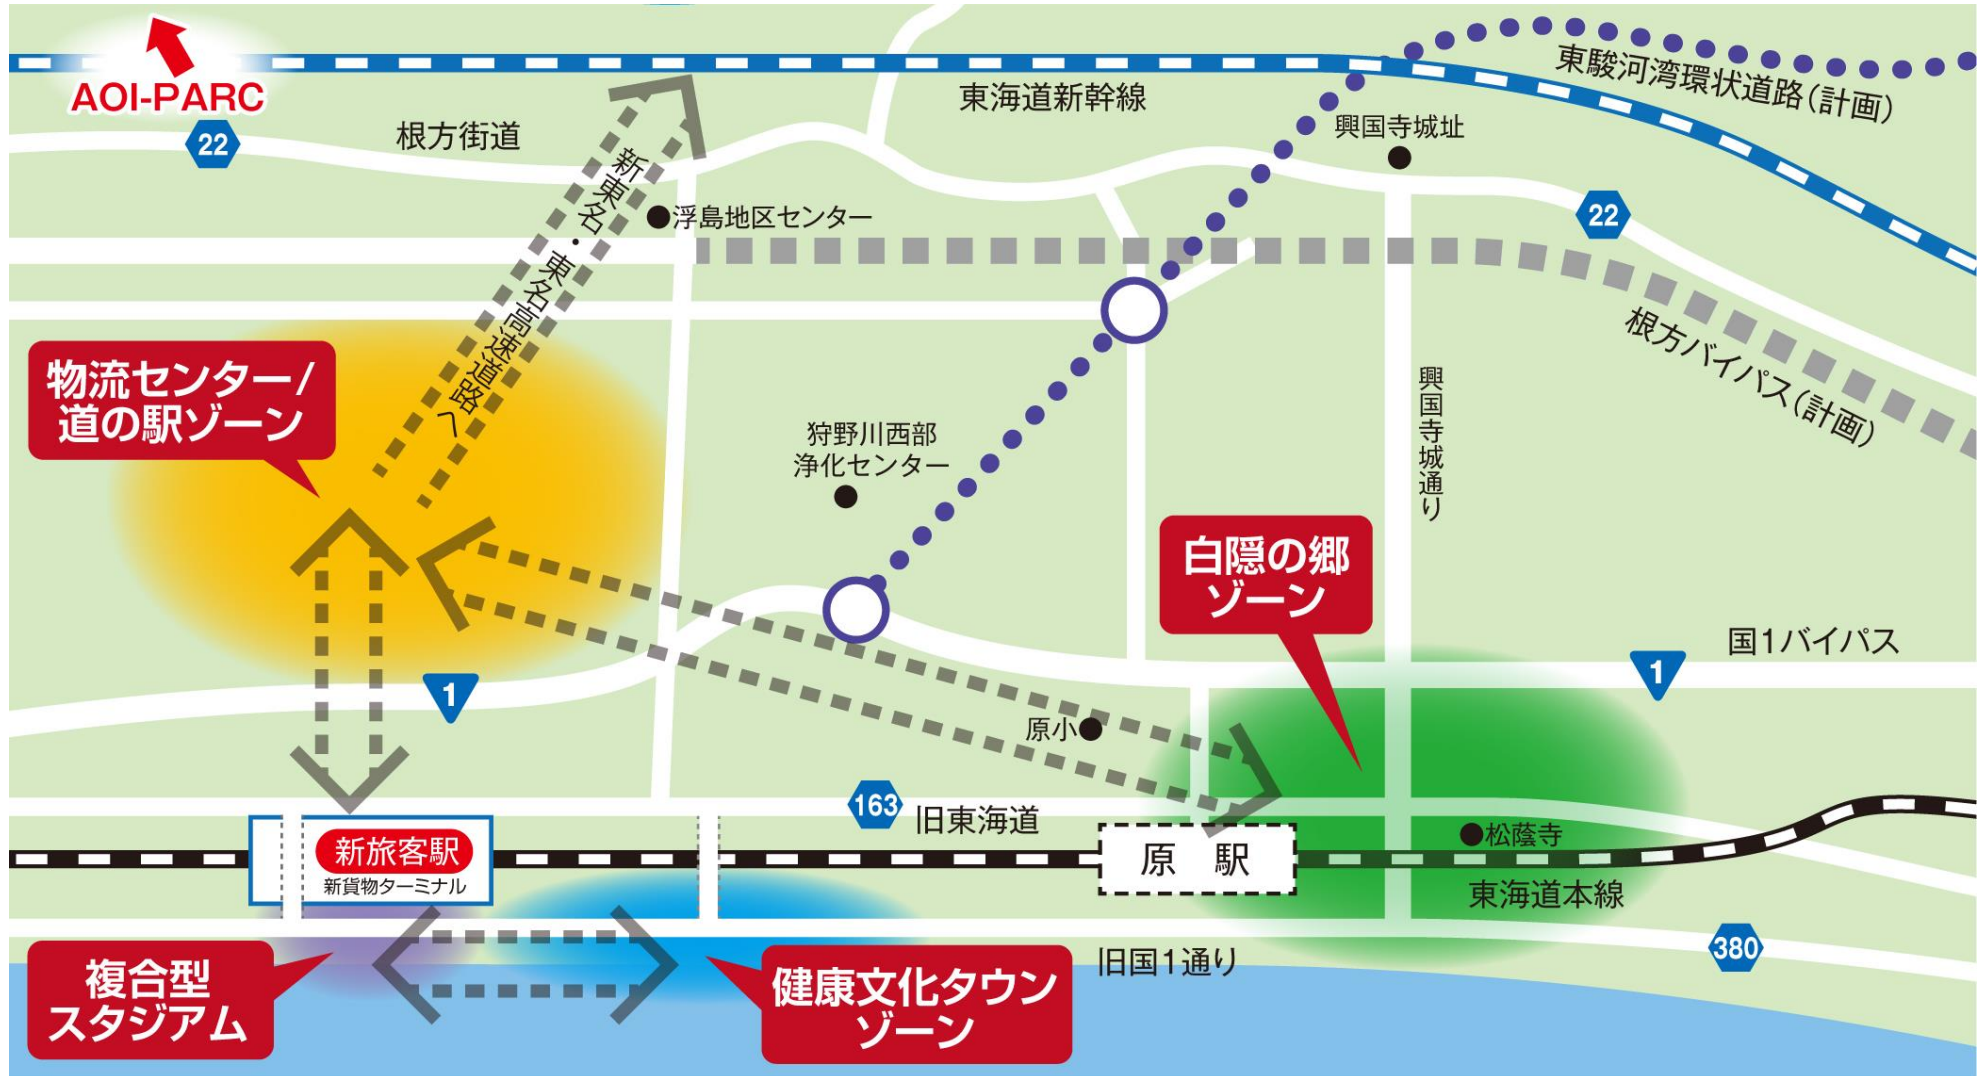 AOI-PARC
22
根方街道
東海道新幹線
東駿河湾環状道路(計画)
興国寺城址
新東名・東名高速道路へ
浮島地区センター
22
根方バイパス(計画)
物流センター/
道の駅ゾーン
興国寺城通り
狩野川西部
浄化センター
白隠の郷
ゾーン
国1バイパス
1
1
原小
163
旧東海道
松蔭寺
新旅客駅
新貨物ターミナル
原 駅
東海道本線
380
旧国1通り
複合型
スタジアム
健康文化タウン
ゾーン